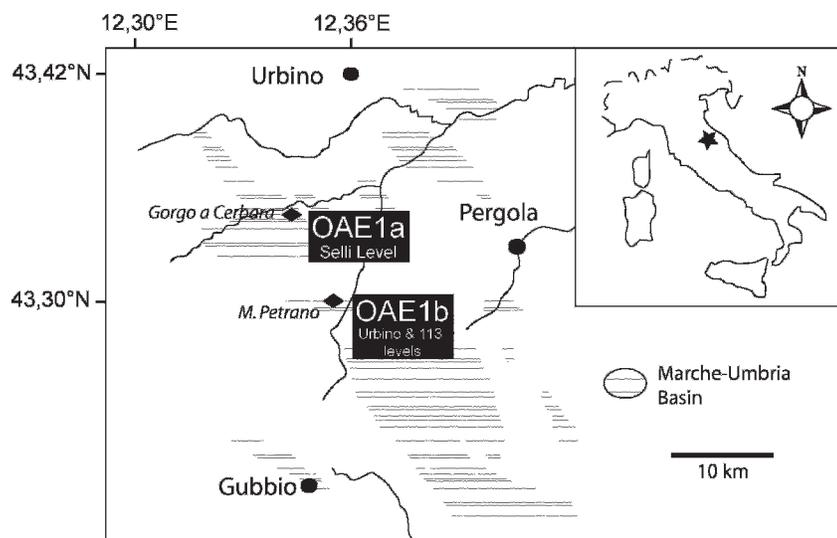 12,30°E 12,36°E
43,42°N
Urbino
N
Gorgo a Cerbara
OAE1a
Selli Level
Pergola
43,30°N
M. Petrano
OAE1b
Urbino & 113
levels
Marche-Umbria
Basin
10 km
Gubbio